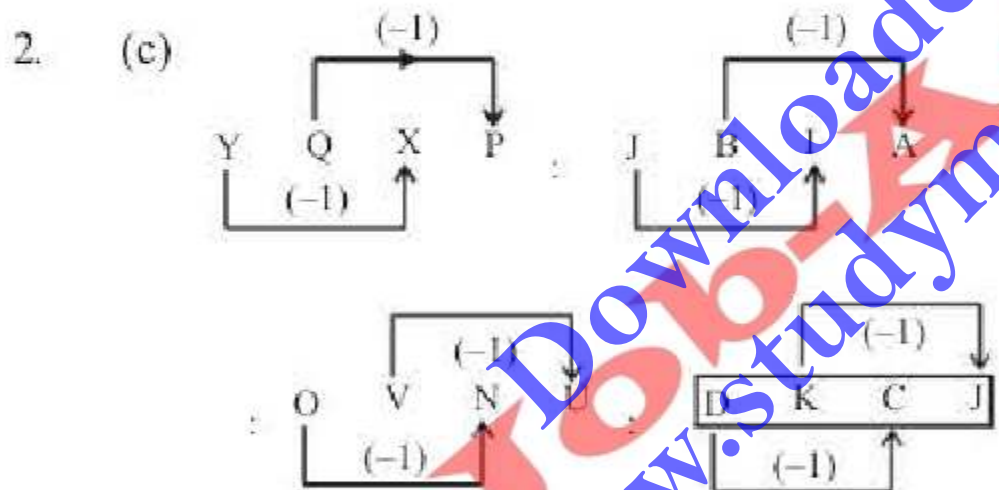 2. (c)
(–1) (–1)
Y Q X P : J B I A
(–1) (–1)
(–1) (–1)
: O V N U : D K C J
(–1) (–1)